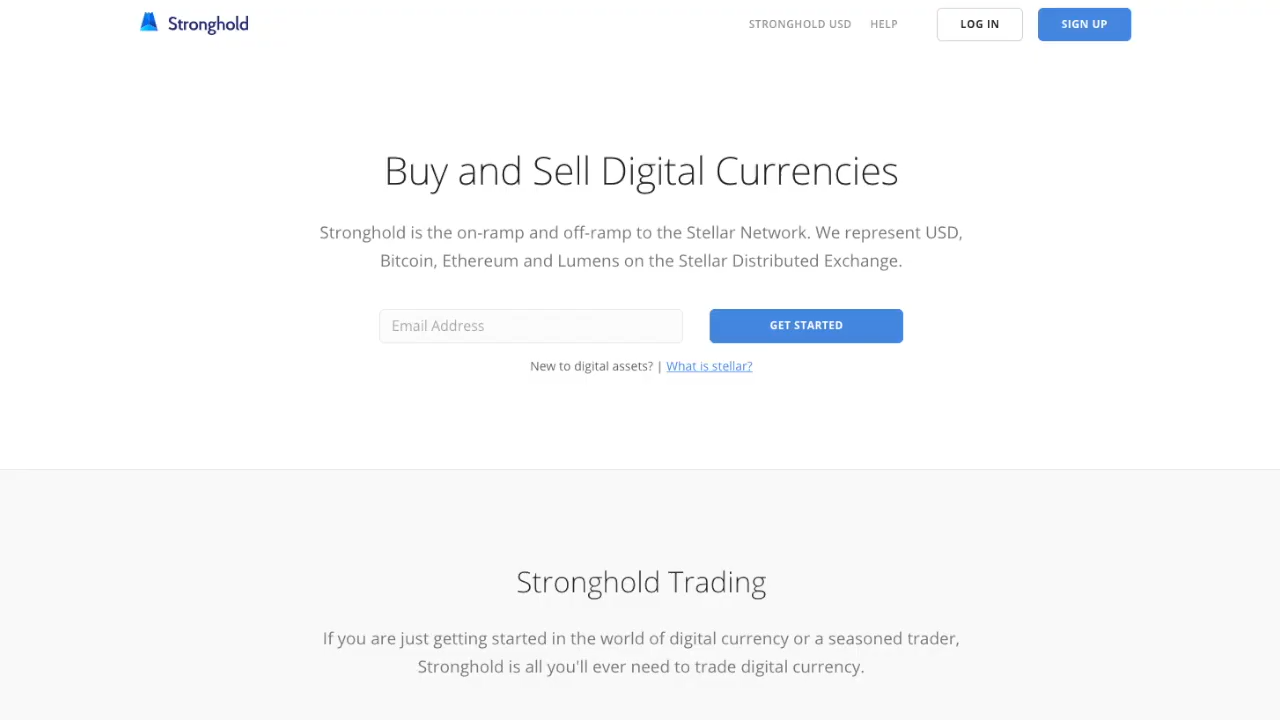 Stronghold
STRONGHOLD USD HELP LOG IN SIGN UP
Buy and Sell Digital Currencies
Stronghold is the on-ramp and off-ramp to the Stellar Network. We represent USD,
Bitcoin, Ethereum and Lumens on the Stellar Distributed Exchange.
Email Address GET STARTED
New to digital assets? | What is stellar?
Stronghold Trading
If you are just getting started in the world of digital currency or a seasoned trader,
Stronghold is all you'll ever need to trade digital currency.